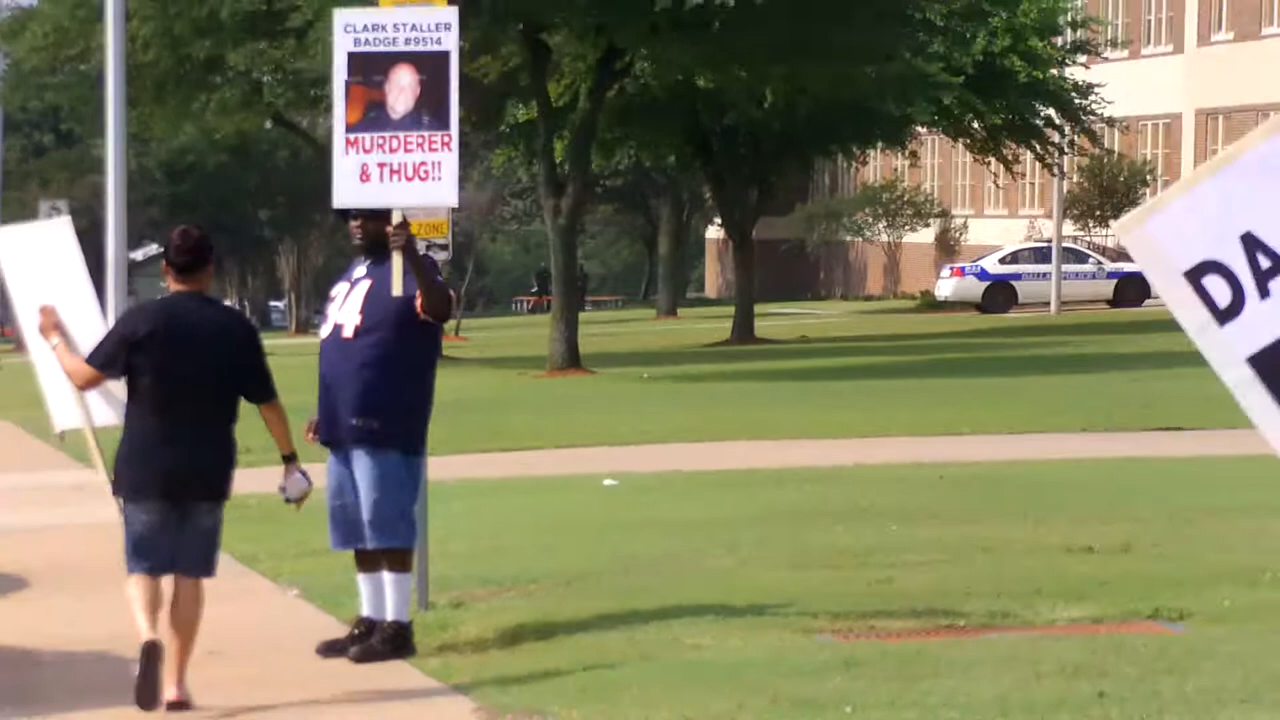 CLARK STALLER
BADGE #9514
MURDERER
& THUG!!
ZONE
34
DALLAS POLICE
DA